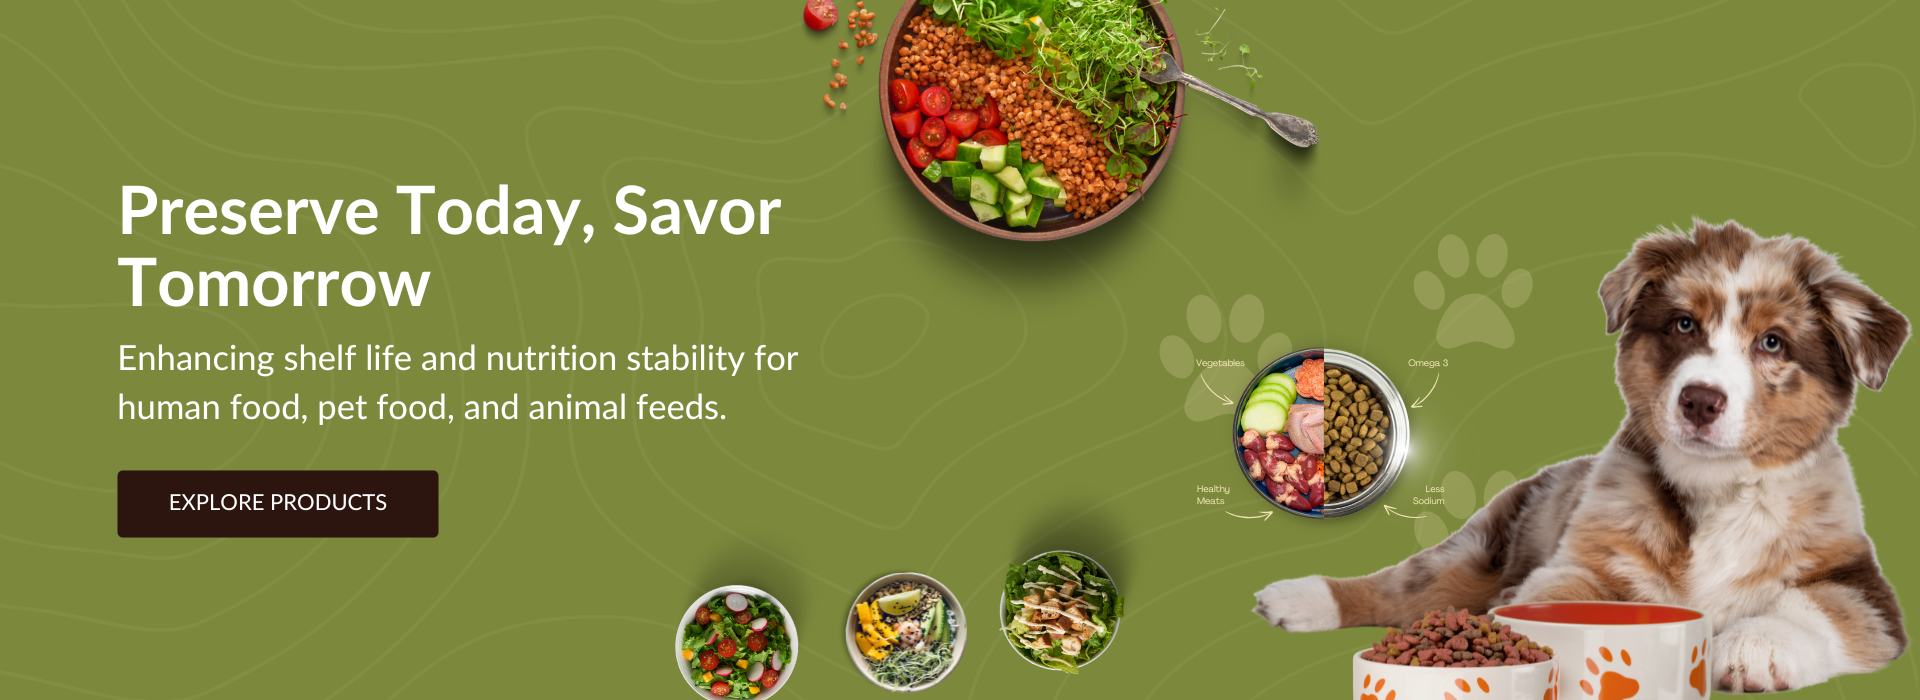 Preserve Today, Savor
Tomorrow
Enhancing shelf life and nutrition stability for
human food, pet food, and animal feeds.
EXPLORE PRODUCTS
Vegetables
Omega 3
Healthy
Meats
Less
Sodium